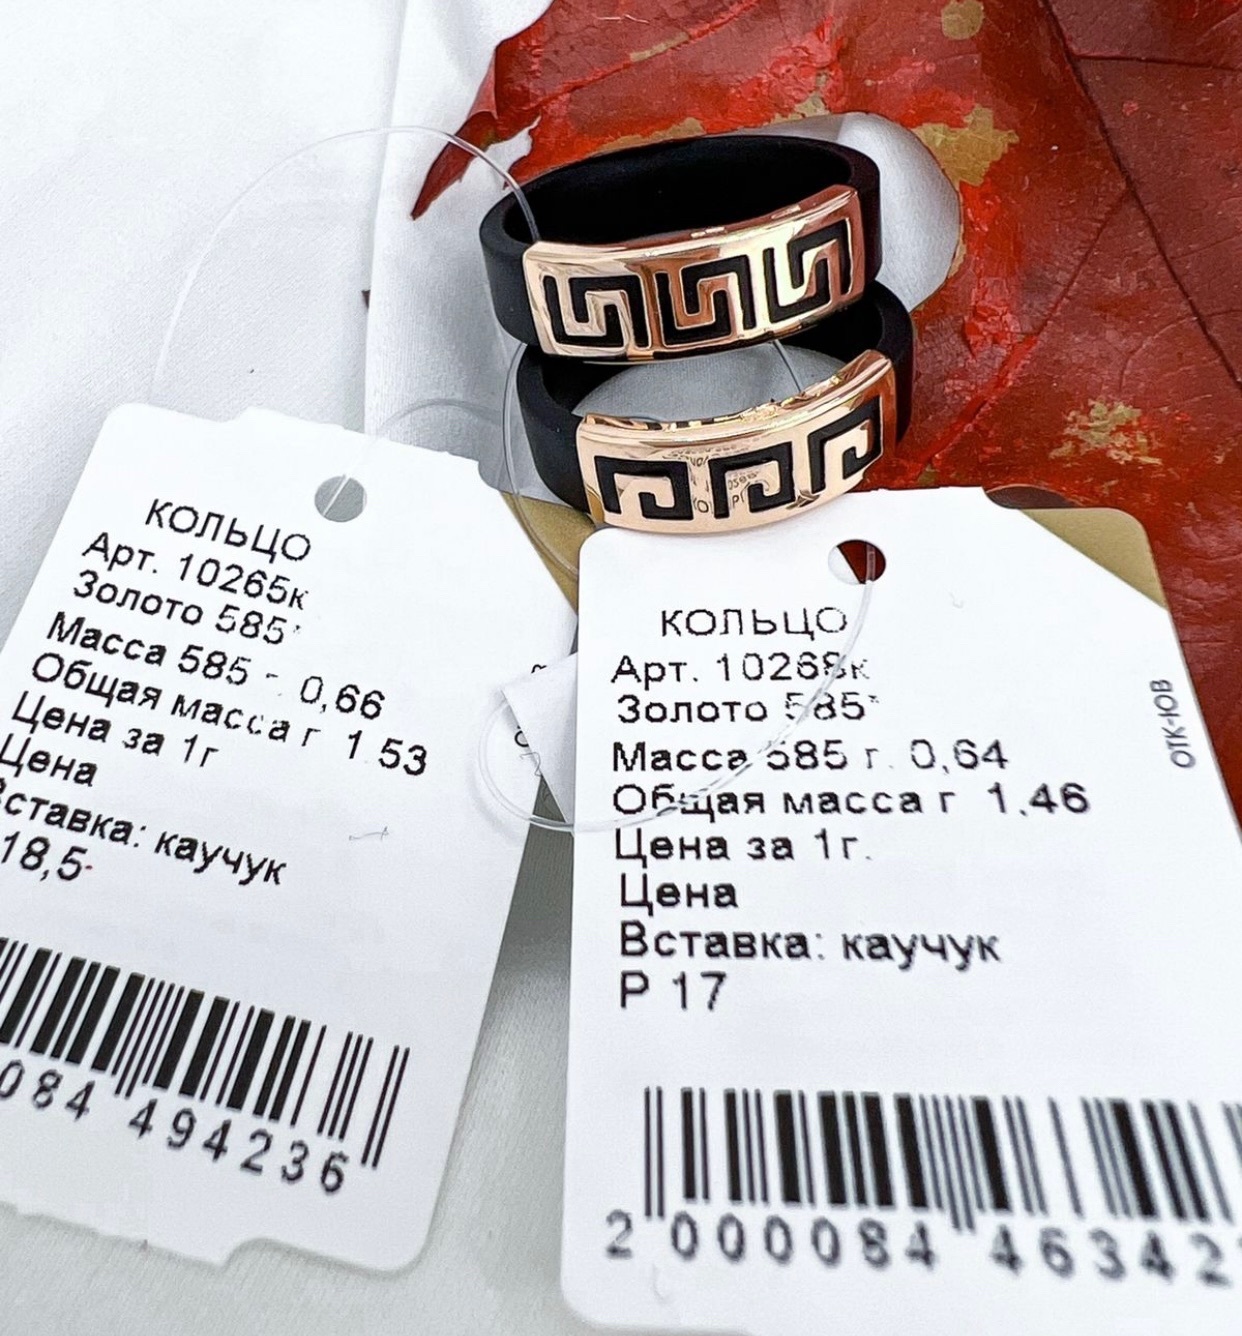 КОЛЬЦО
Арт. 10265к
Золото 585*
Масса 585 - 0,66
Общая масса г 1.53
Цена за 1г
Цена
Вставка: каучук
18,5
084 494236
КОЛЬЦО
Арт. 10268к
Золото 585*
Масса 585 г. 0,64
Общая масса г 1.46
Цена за 1г.
Цена
Вставка: каучук
Р 17
2 000084 46342
ОТК-ЮВ